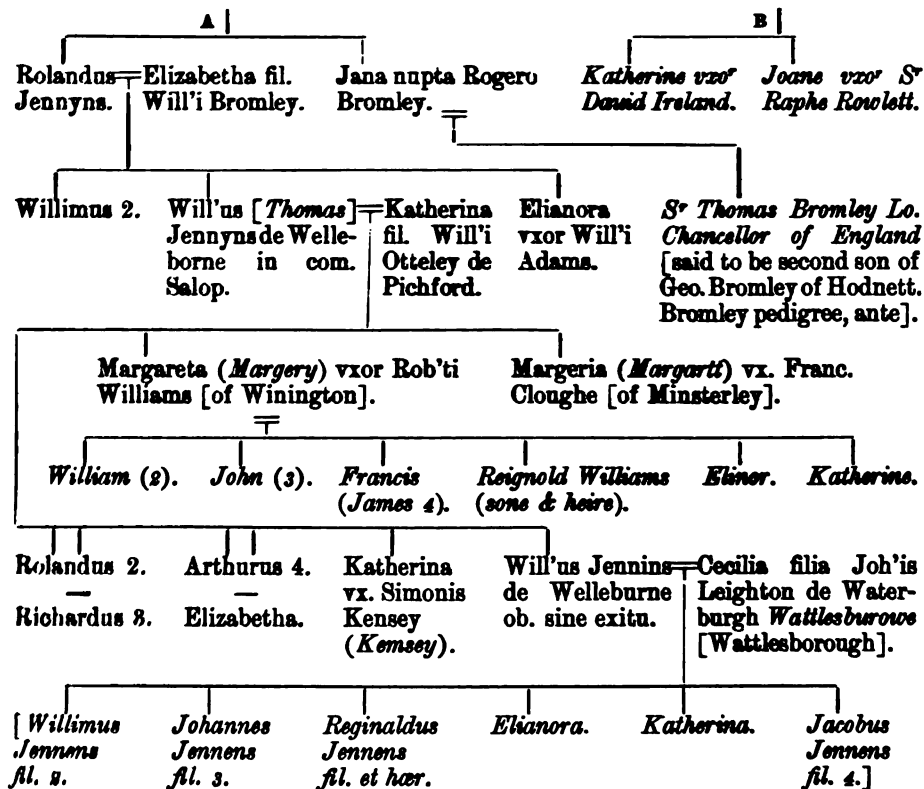 A B
Rolandus
Jennyns.
Elizabetha fil.
Will'i Bromley.
Jana nupta Rogero
Bromley.
Katherine vxor
Dauid Ireland.
Joane vxor Sr
Raphe Rowlett.
Willimus 2.
Will'us [Thomas]
Jennyns de Welle-
borne in com.
Salop.
Katherina
fil. Will'i
Otteley de
Pichford.
Elianora
vxor Will'i
Adams.
Sr Thomas Bromley Lo.
Chancellor of England
[said to be second son of
Geo. Bromley of Hodnett.
Bromley pedigree, ante].
Margareta (Margery) vxor Rob'ti
Williams [of Winington].
Margeria (Margartt) vx. Franc.
Cloughe [of Minsterley].
William (2).
John (3).
Francis
(James 4).
Reignold Williams
(sone & heire).
Elinor.
Katherine.
Rolandus 2.
—
Richardus 3.
Arthurus 4.
—
Elizabetha.
Katherina
vx. Simonis
Kensey
(Kemsey).
Will'us Jennins
de Welleburne
ob. sine exitu.
Cecilia filia Joh'is
Leighton de Water-
burgh Wattlesburowe
[Wattlesborough].
[Willimus
Jennens
fil. 2.
Johannes
Jennens
fil. 3.
Reginaldus
Jennens
fil. et hær.
Elianora.
Katherina.
Jacobus
Jennens
fil. 4.]